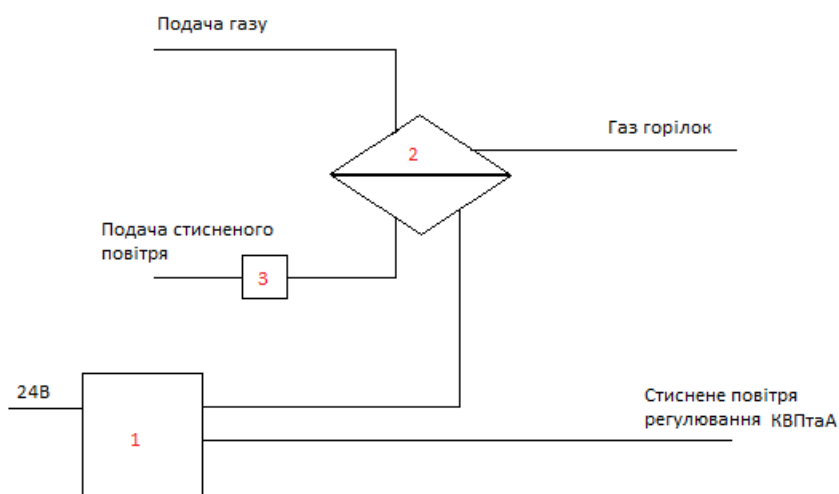 Подача газу
Газ горілок
2
Подача стисненого
повітря
3
24В
Стиснене повітря
регулювання КВПтаА
1